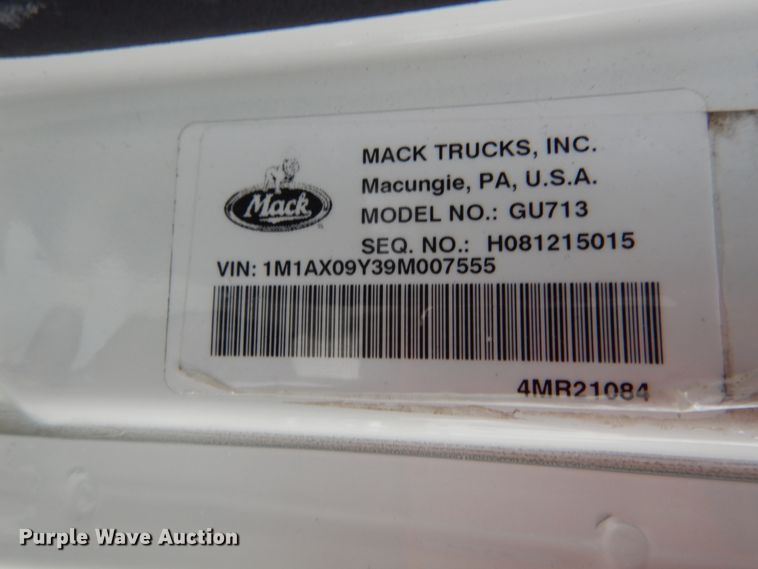 MACK TRUCKS, INC.
Mack
Macungie, PA, U.S.A.
MODEL NO.: GU713
SEQ. NO.: H081215015
VIN: 1M1AX09Y39M007555
4MR21084
Purple Wave Auction